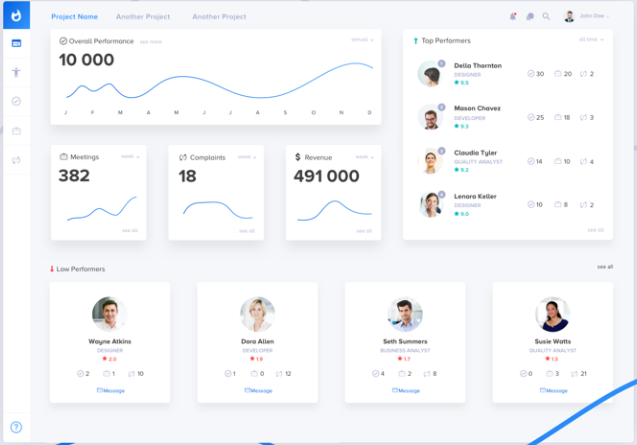 Project Name Another Project Another Project
John Doe
Overall Performance see more
annual
10 000
J F M A M J J A S O N D
Top Performers
all time
1
Della Thornton
DESIGNER
9.5
30 20 2
2
Mason Chavez
DEVELOPER
9.3
25 18 3
3
Claudia Tyler
QUALITY ANALYST
9.2
14 10 4
4
Lenora Keller
DESIGNER
9.0
10 8 2
see all
Meetings week
382
see all
Complaints week
18
see all
$ Revenue week
491 000
see all
Low Performers
see all
Wayne Atkins
DESIGNER
2.0
2 1 10
Message
Dora Allen
DEVELOPER
1.9
1 0 12
Message
Seth Summers
BUSINESS ANALYST
1.7
4 2 8
Message
Susie Watts
QUALITY ANALYST
1.5
0 3 21
Message
?